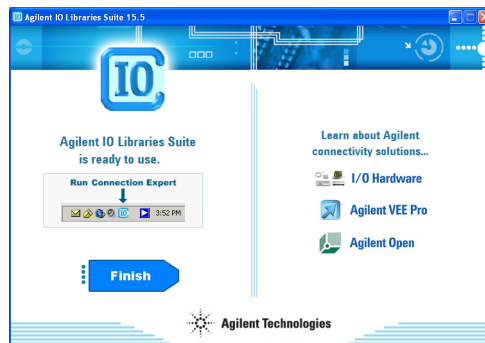 Agilent IO Libraries Suite 15.5
IO
Agilent IO Libraries Suite
is ready to use.
Run Connection Expert
IO
3:52 PM
Finish
Learn about Agilent
connectivity solutions...
I/O Hardware
Agilent VEE Pro
Agilent Open
Agilent Technologies